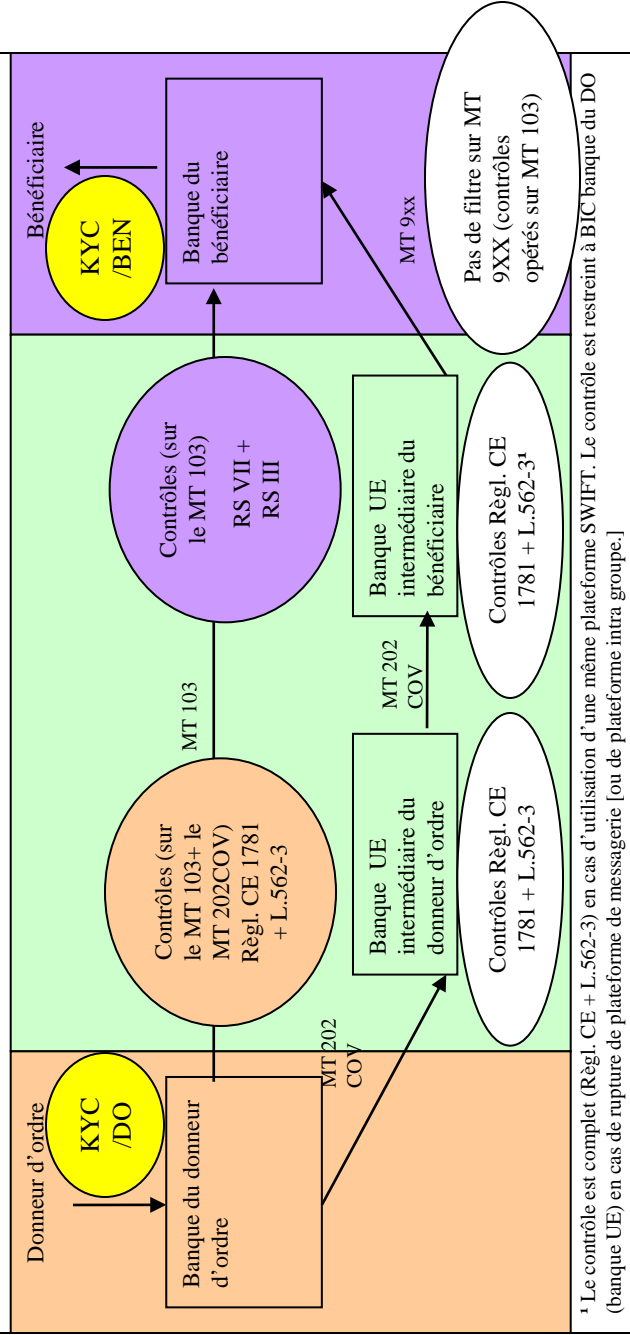 Donneur d'ordre
KYC
/DO
Banque du donneur
d'ordre
MT 202
COV
Contrôles (sur
le MT 103+ le
MT 202COV)
Règl. CE 1781
+ L.562-3
MT 103
Contrôles (sur
le MT 103)
RS VII +
RS III
Bénéficiaire
KYC
/BEN
Banque du
bénéficiaire
Banque UE
intermédiaire du
donneur d'ordre
Contrôles Règl. CE
1781 + L.562-3
MT 202
COV
Banque UE
intermédiaire du
bénéficiaire
Contrôles Règl. CE
1781 + L.562-3¹
MT 9xx
Pas de filtre sur MT
9XX (contrôles
opérés sur MT 103)
¹ Le contrôle est complet (Règl. CE + L.562-3) en cas d'utilisation d'une même plateforme SWIFT. Le contrôle est restreint à BIC banque du DO
(banque UE) en cas de rupture de plateforme de messagerie [ou de plateforme intra groupe.]